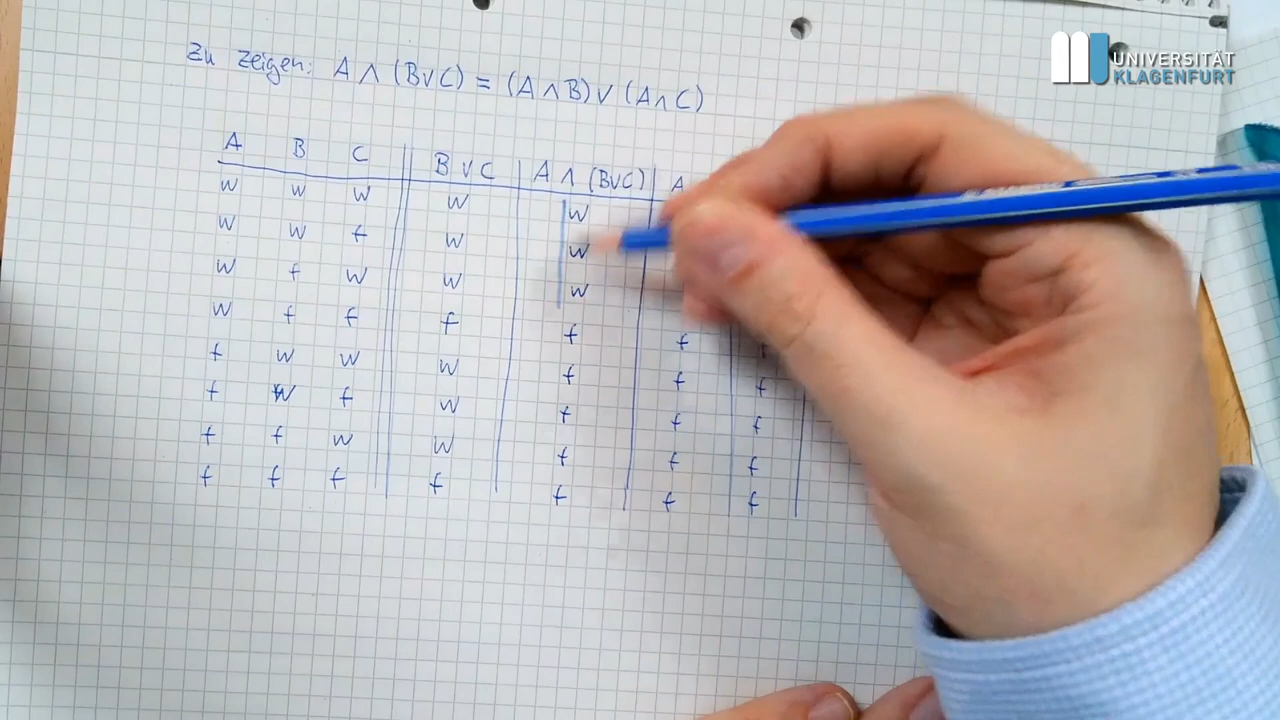 UNIVERSITÄT
KLAGENFURT
Zu zeigen: A ∧ (B∨C) = (A∧B) ∨ (A∧C)
A B C B ∨ C A ∧ (B∨C) A
w w w w w
w w f w w
w f w w w
w f f f f f
f w w w f f f
f w f w f f f
f f w w f f f
f f f f f f f